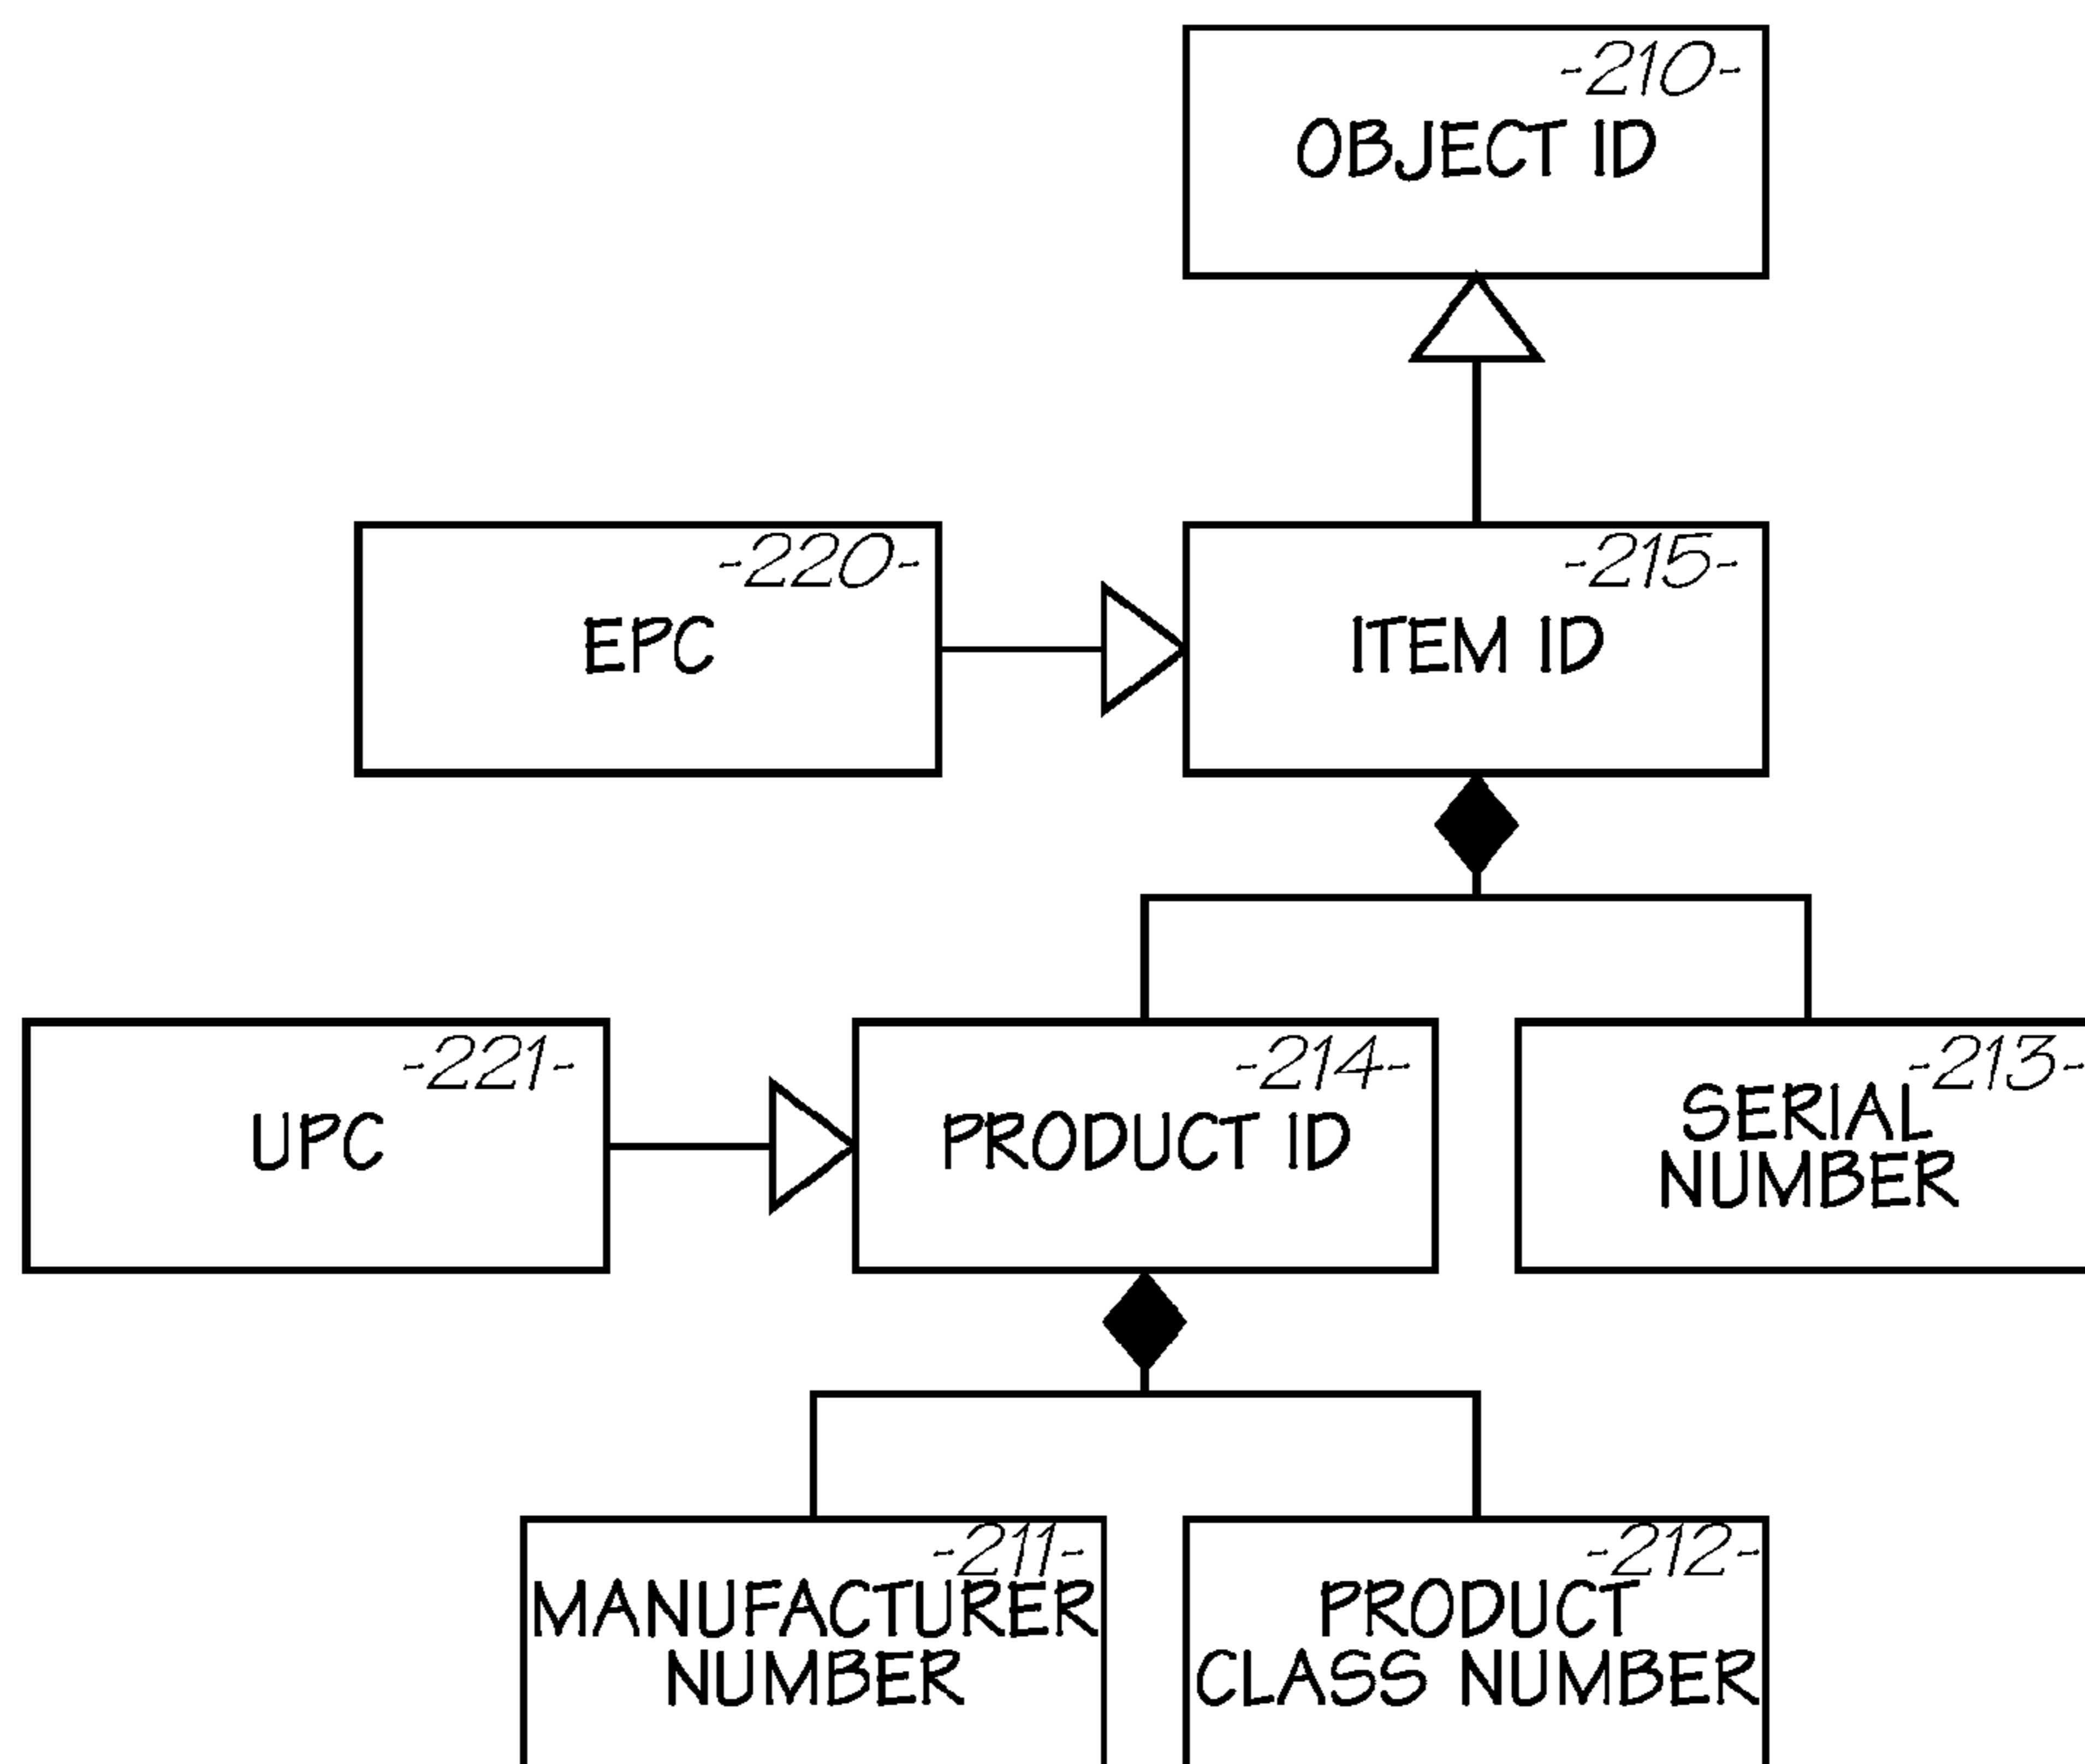 -210-
OBJECT ID
-220-
EPC
-215-
ITEM ID
-221-
UPC
-214-
PRODUCT ID
-213-
SERIAL
NUMBER
-211-
MANUFACTURER
NUMBER
-212-
PRODUCT
CLASS NUMBER